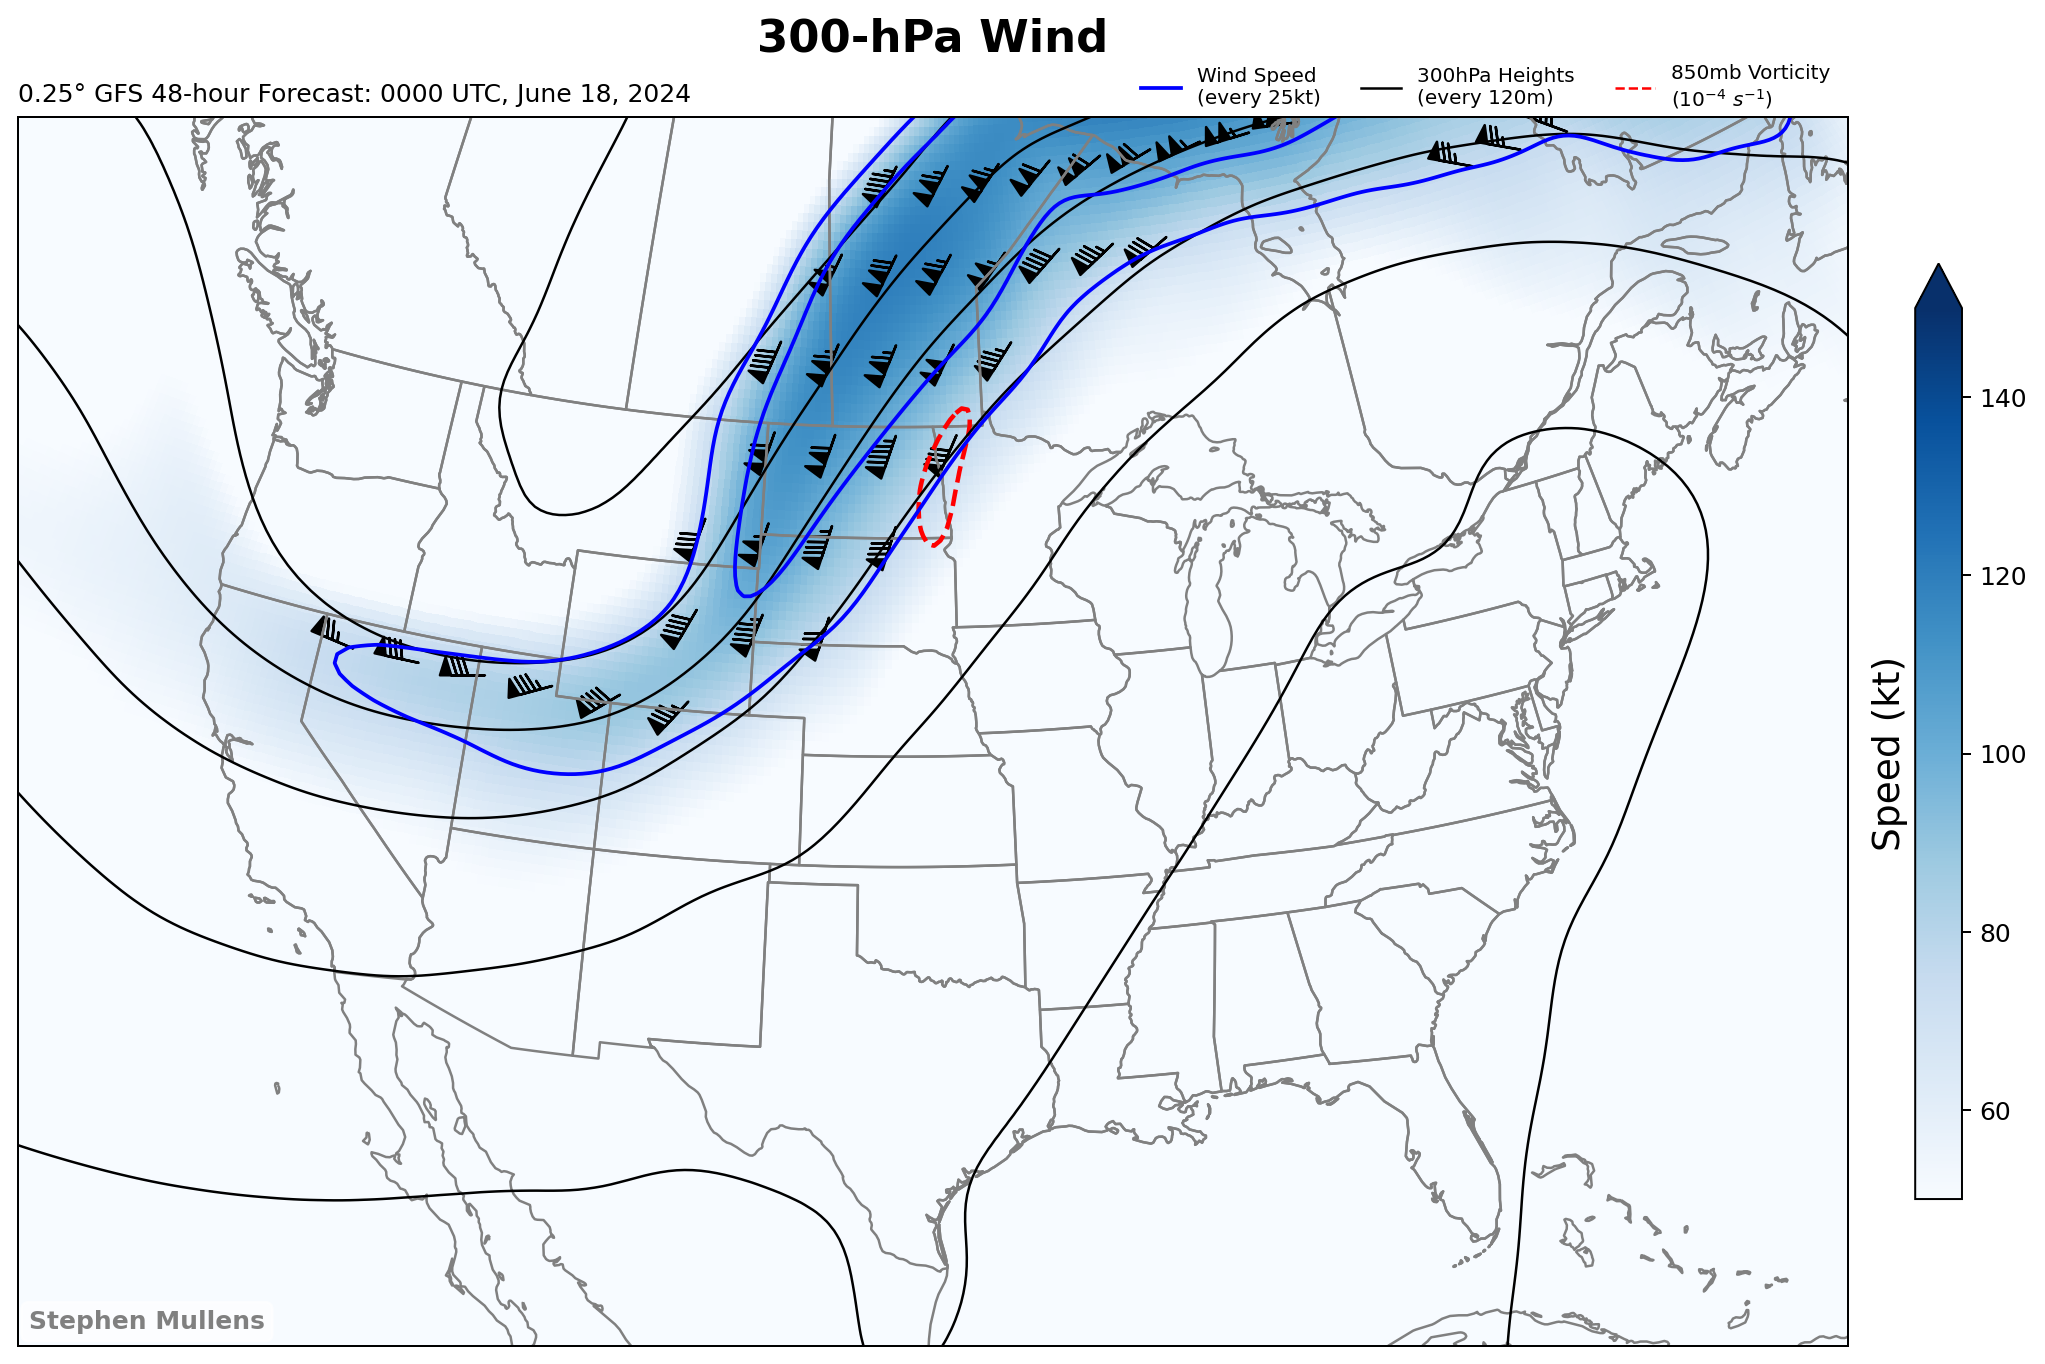 300-hPa Wind
0.25° GFS 48-hour Forecast: 0000 UTC, June 18, 2024
Wind Speed
(every 25kt)
300hPa Heights
(every 120m)
850mb Vorticity
(10⁻⁴ s⁻¹)
140
120
100
80
60
Speed (kt)
Stephen Mullens